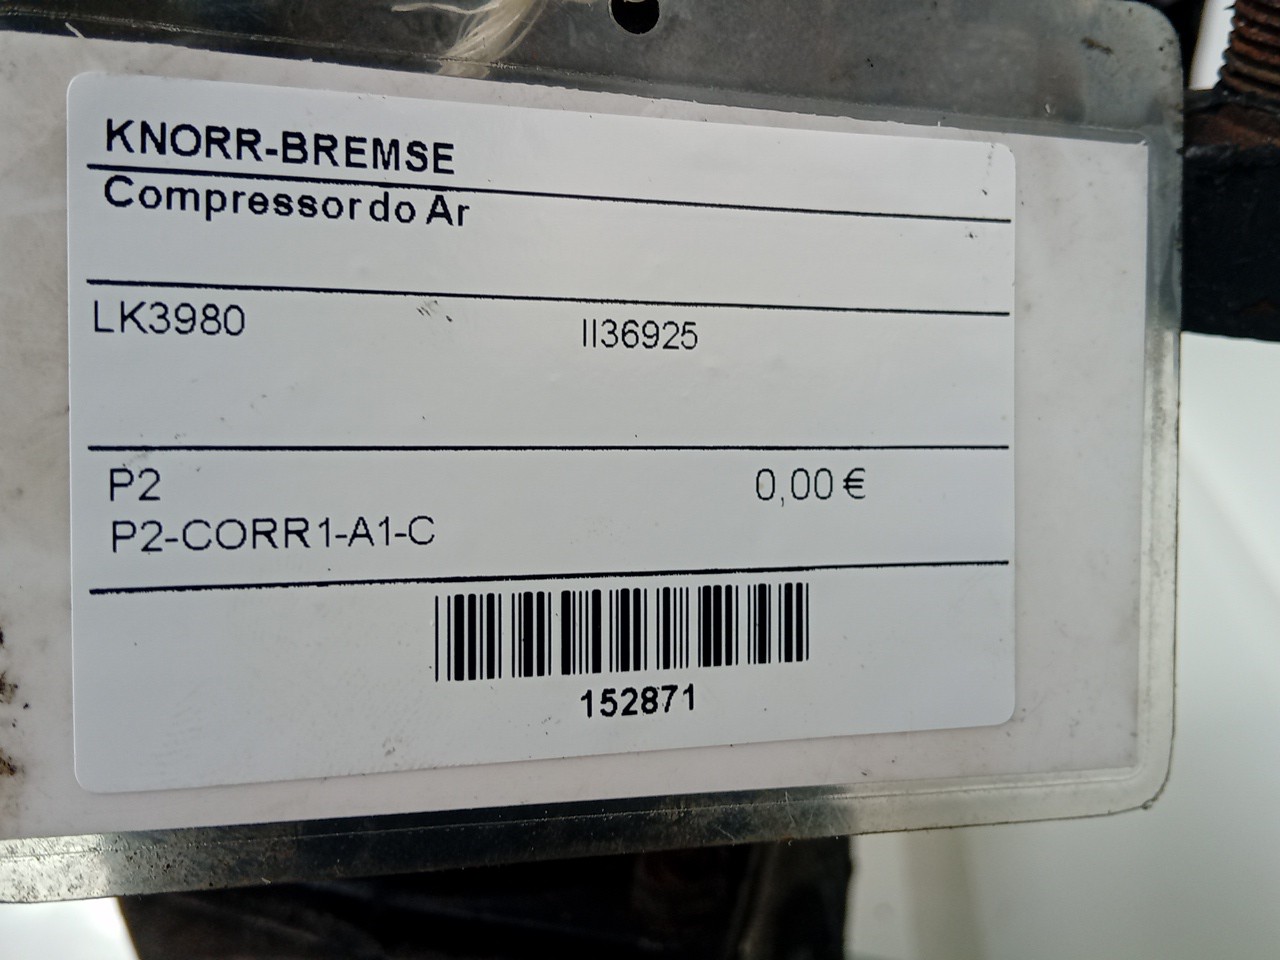 KNORR-BREMSE
Compressor do Ar
LK3980 II36925
P2 0,00 €
P2-CORR1-A1-C
152871